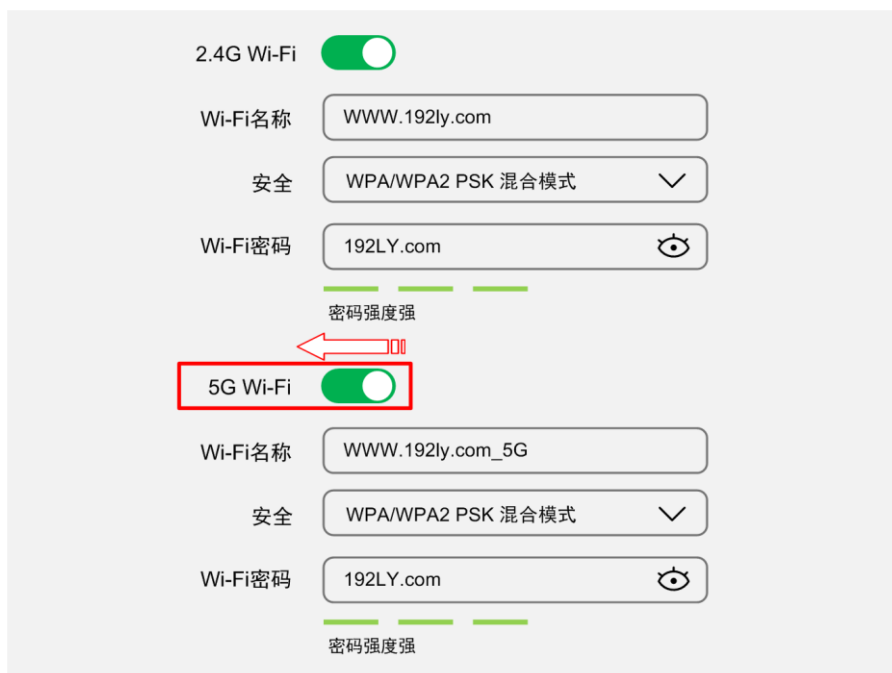 2.4G Wi-Fi
Wi-Fi名称 WWW.192ly.com
安全 WPA/WPA2 PSK 混合模式
Wi-Fi密码 192LY.com
密码强度强
5G Wi-Fi
Wi-Fi名称 WWW.192ly.com_5G
安全 WPA/WPA2 PSK 混合模式
Wi-Fi密码 192LY.com
密码强度强